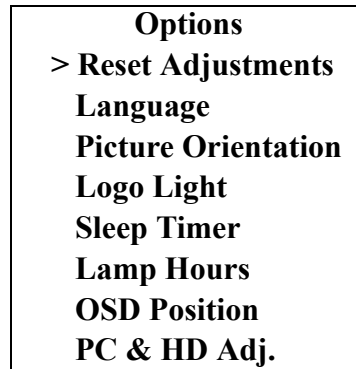 Options
> Reset Adjustments
Language
Picture Orientation
Logo Light
Sleep Timer
Lamp Hours
OSD Position
PC & HD Adj.